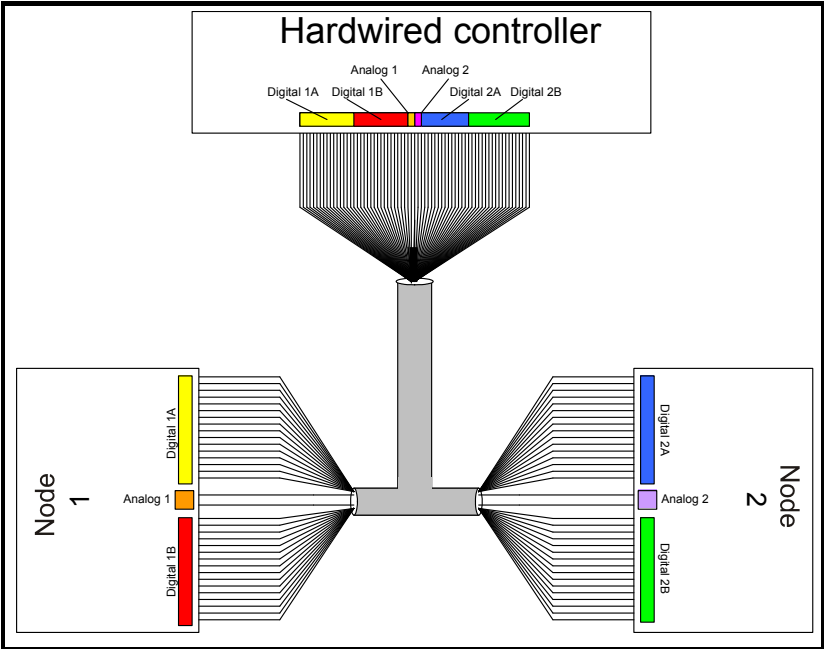 Hardwired controller
Analog 1 Analog 2
Digital 1A Digital 1B Digital 2A Digital 2B
Node
1
Digital 1A
Analog 1
Digital 1B
Digital 2A
Analog 2
Digital 2B
Node
2